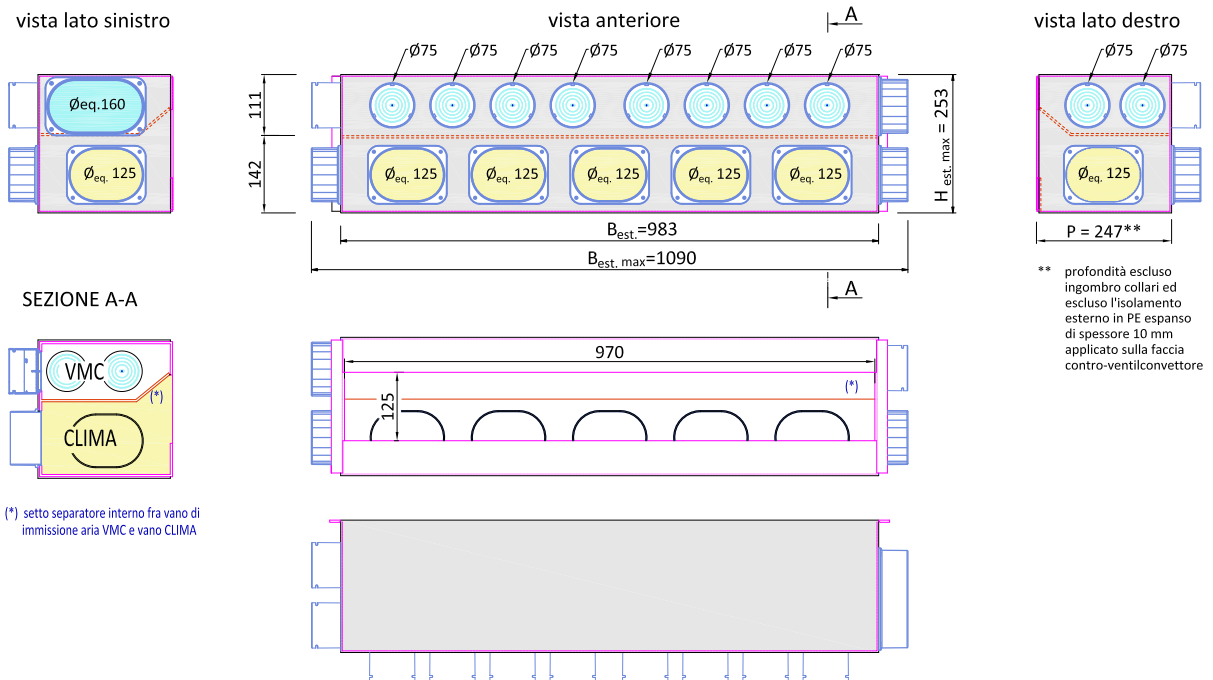 vista lato sinistro
vista anteriore
A
vista lato destro
Ø75
Ø75
Ø75
Ø75
Ø75
Ø75
Ø75
Ø75
Ø75
Ø75
Øeq.160
Øeq. 125
111
142
Øeq. 125
Øeq. 125
Øeq. 125
Øeq. 125
Øeq. 125
H est. max = 253
Øeq. 125
Best.=983
Best. max=1090
P = 247**
A
** profondità escluso
ingombro collari ed
escluso l'isolamento
esterno in PE espanso
di spessore 10 mm
applicato sulla faccia
contro-ventilconvettore
SEZIONE A-A
VMC
(*)
CLIMA
970
125
(*)
(*) setto separatore interno fra vano di
immissione aria VMC e vano CLIMA